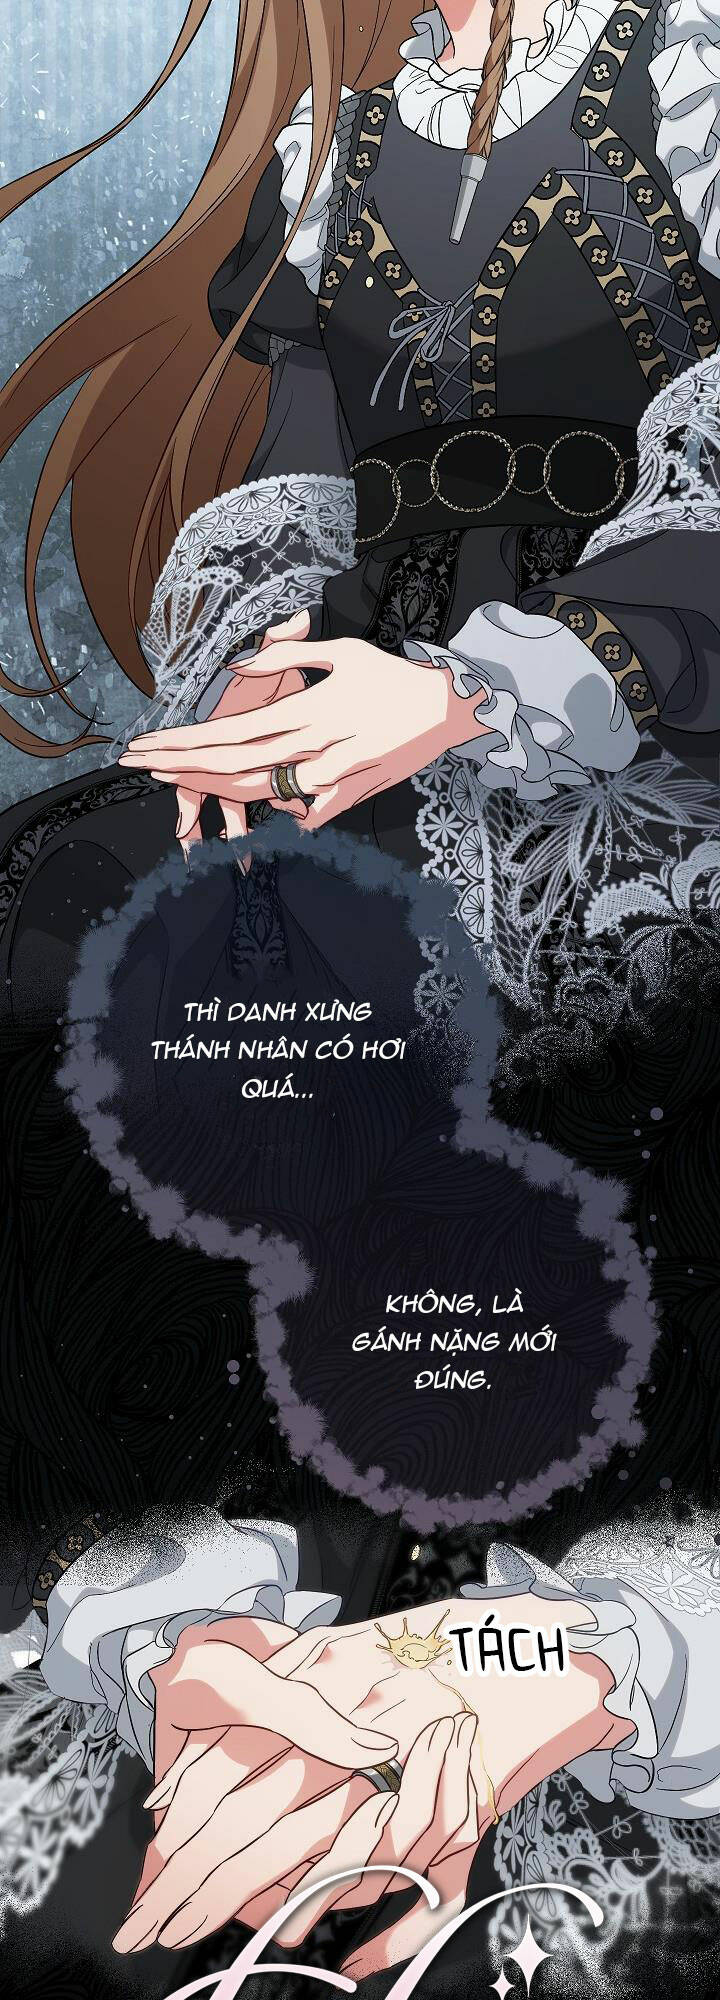 THÌ DANH XƯNG
THÁNH NHÂN CÓ HƠI
QUÁ...
KHÔNG, LÀ
GÁNH NẶNG MỚI
ĐÚNG.
TÁCH